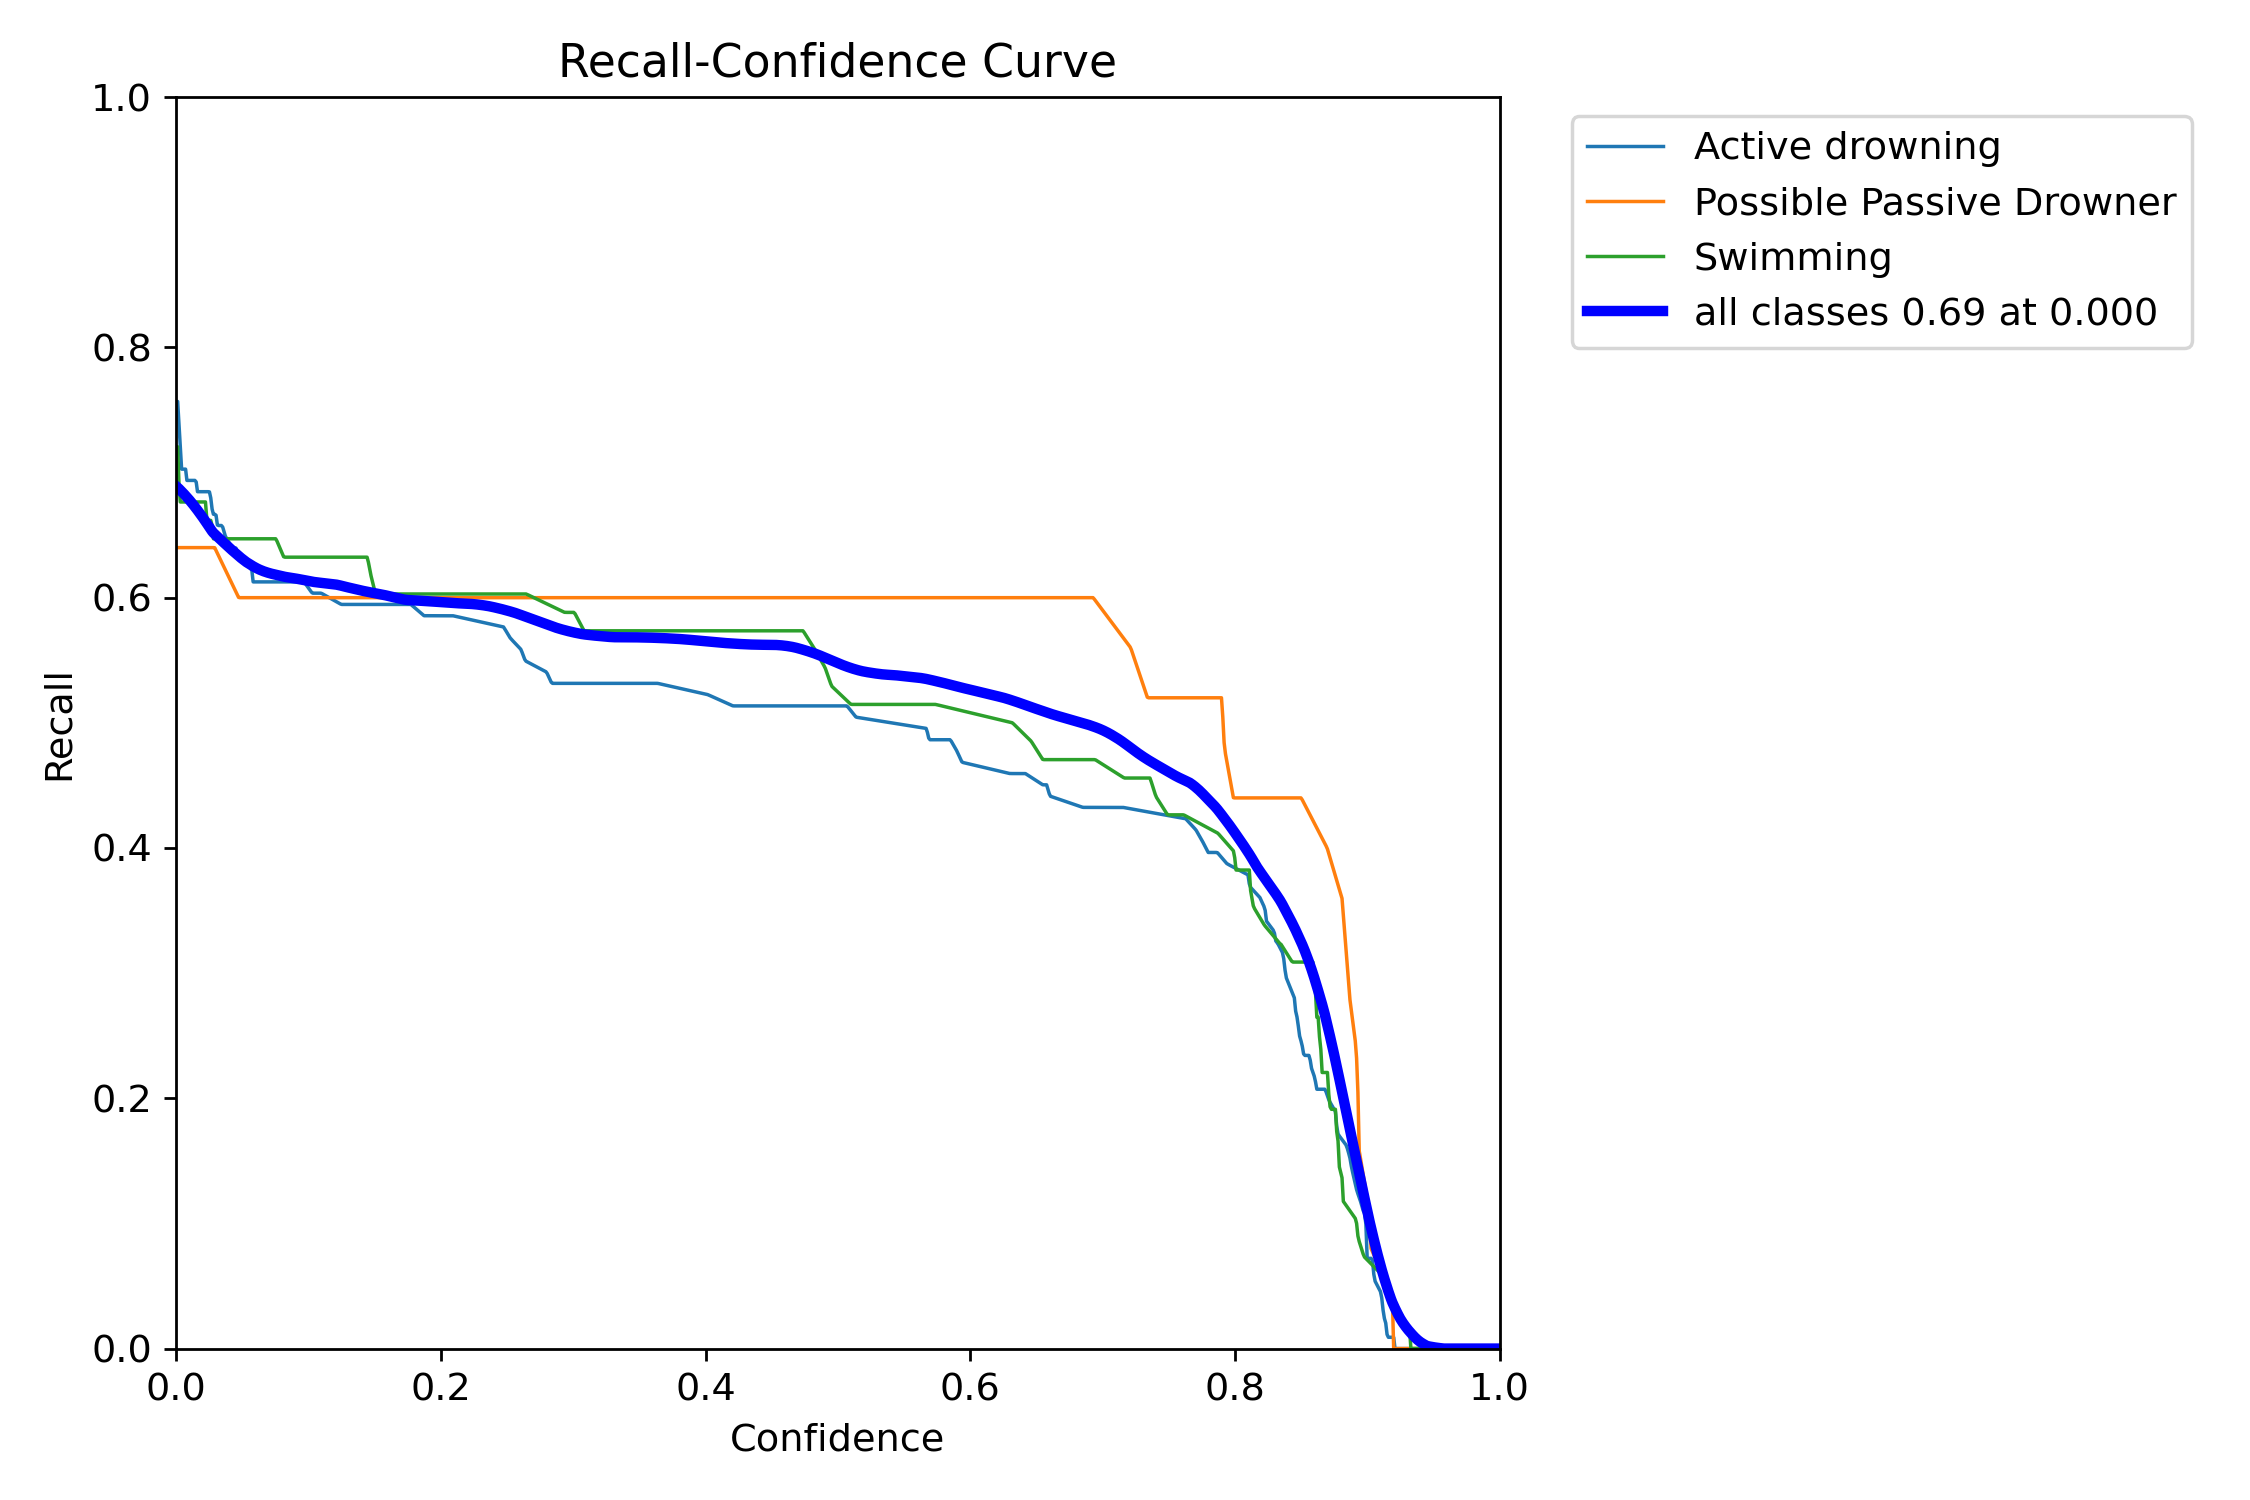 Recall-Confidence Curve
1.0
0.8
0.6
0.4
0.2
0.0
Recall
0.0 0.2 0.4 0.6 0.8 1.0
Confidence
Active drowning
Possible Passive Drowner
Swimming
all classes 0.69 at 0.000